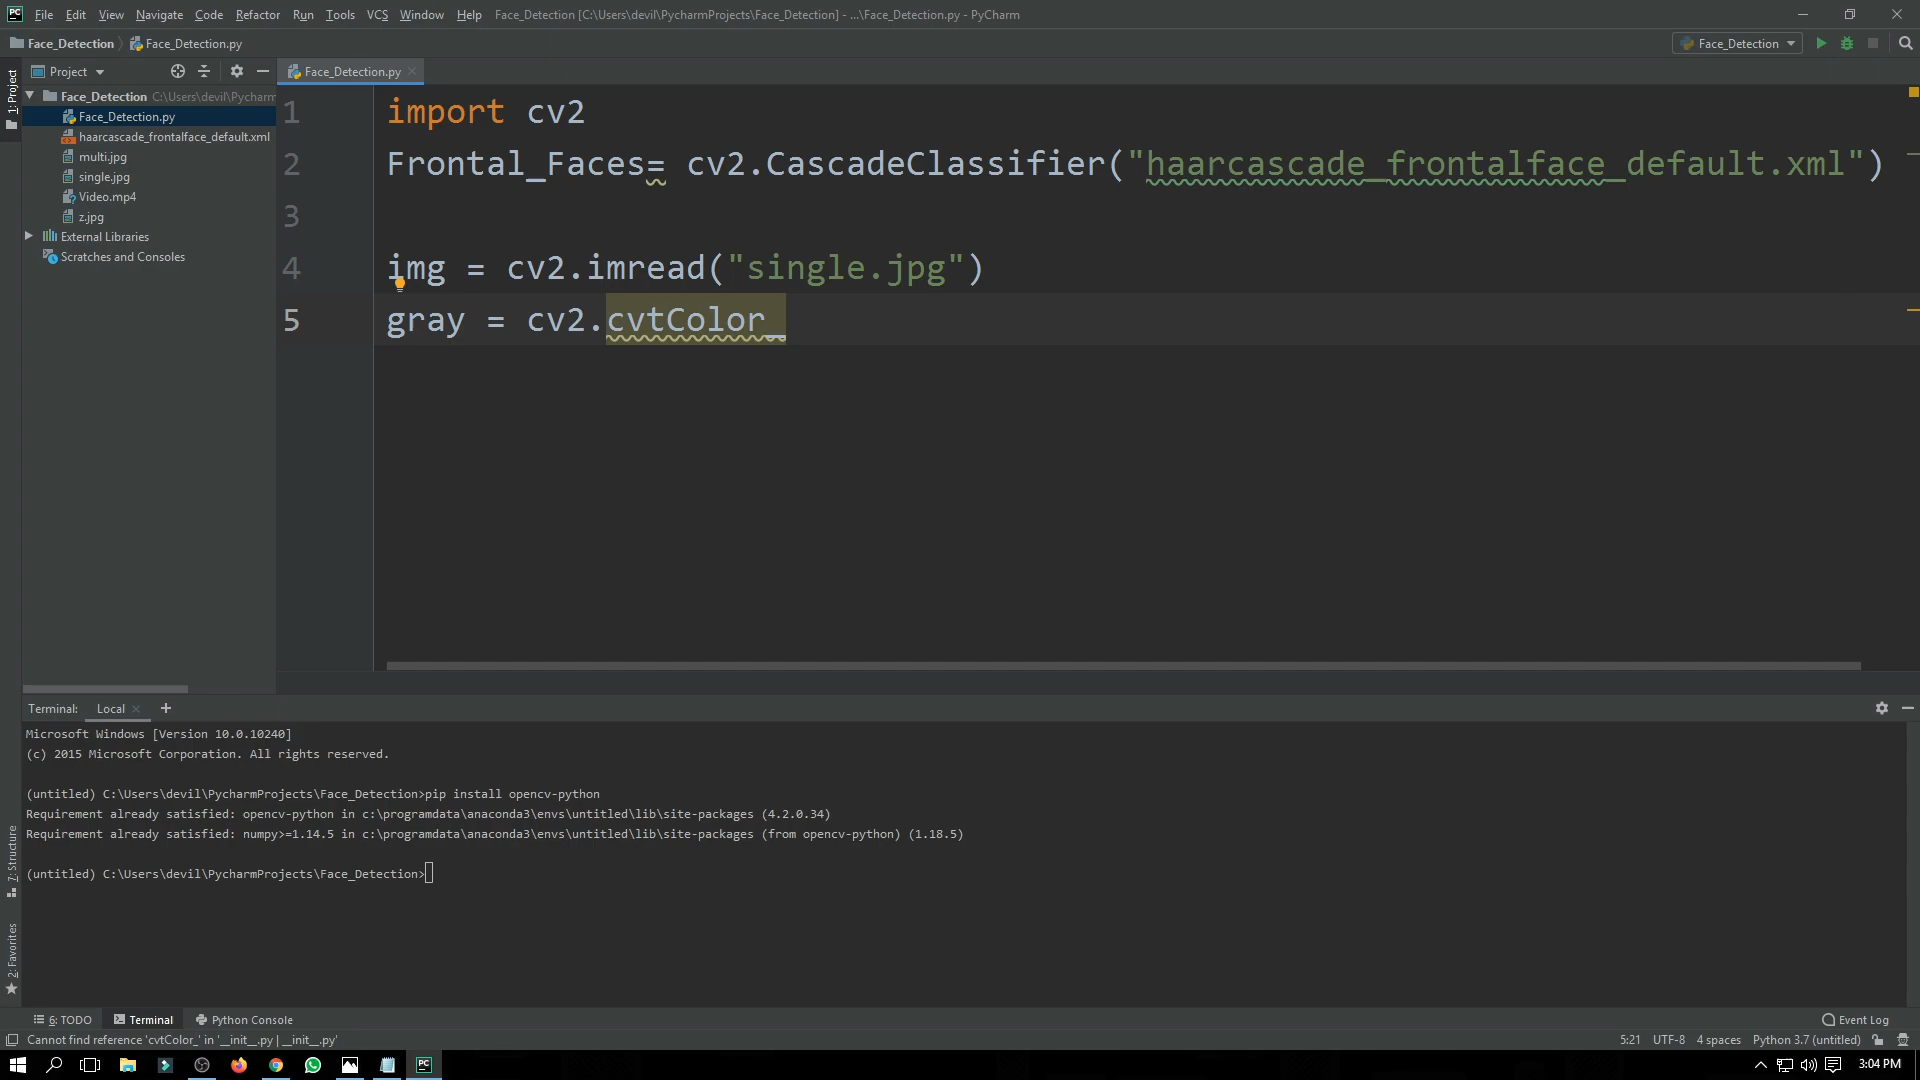 PC File Edit View Navigate Code Refactor Run Tools VCS Window Help Face_Detection [C:\Users\devil\PycharmProjects\Face_Detection] - ...\Face_Detection.py - PyCharm
Face_Detection Face_Detection.py Face_Detection
1: Project
Project
Face_Detection.py
Face_Detection C:\Users\devil\Pycharm
Face_Detection.py
haarcascade_frontalface_default.xml
multi.jpg
single.jpg
Video.mp4
z.jpg
External Libraries
Scratches and Consoles
1 import cv2
2 Frontal_Faces= cv2.CascadeClassifier("haarcascade_frontalface_default.xml")
3
4 img = cv2.imread("single.jpg")
5 gray = cv2.cvtColor_
Terminal: Local +
Microsoft Windows [Version 10.0.10240]
(c) 2015 Microsoft Corporation. All rights reserved.
(untitled) C:\Users\devil\PycharmProjects\Face_Detection>pip install opencv-python
Requirement already satisfied: opencv-python in c:\programdata\anaconda3\envs\untitled\lib\site-packages (4.2.0.34)
Requirement already satisfied: numpy>=1.14.5 in c:\programdata\anaconda3\envs\untitled\lib\site-packages (from opencv-python) (1.18.5)
(untitled) C:\Users\devil\PycharmProjects\Face_Detection>
7: Structure
2: Favorites
6: TODO Terminal Python Console Event Log
Cannot find reference 'cvtColor_' in '__init__.py | __init__.py' 5:21 UTF-8 4 spaces Python 3.7 (untitled)
PC 3:04 PM